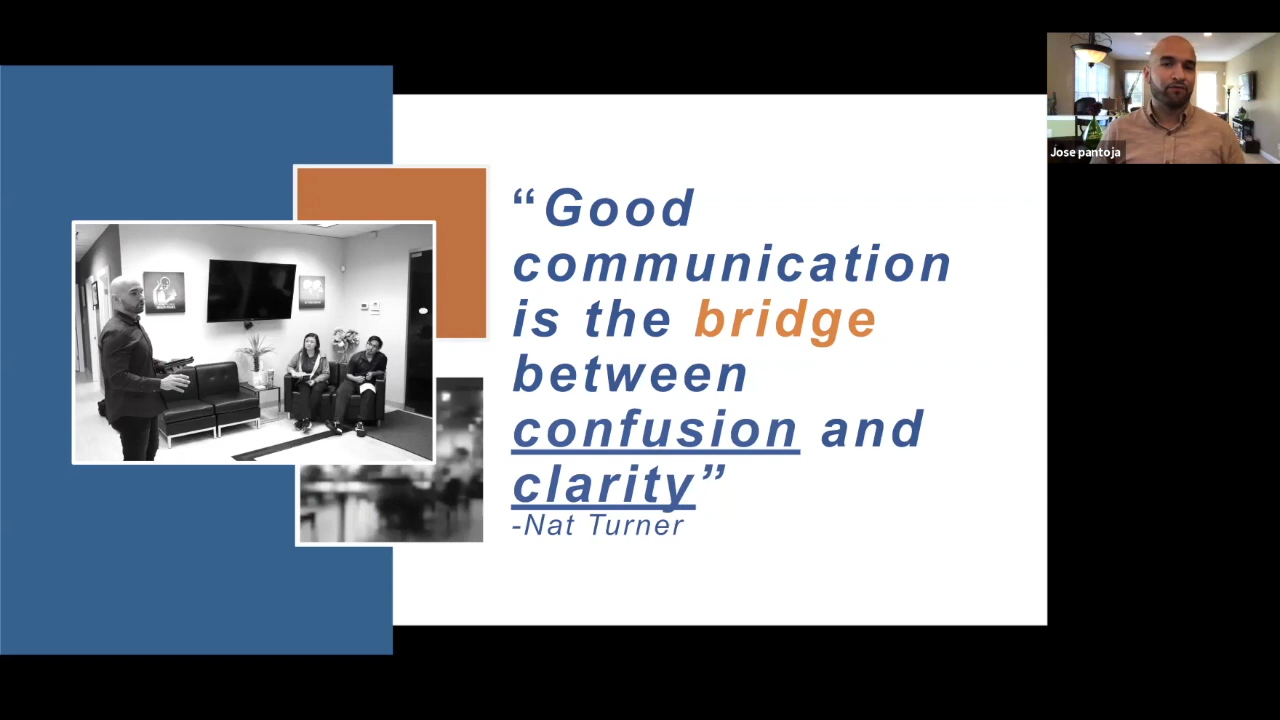 “Good
communication
is the bridge
between
confusion and
clarity”
-Nat Turner
Jose pantoja